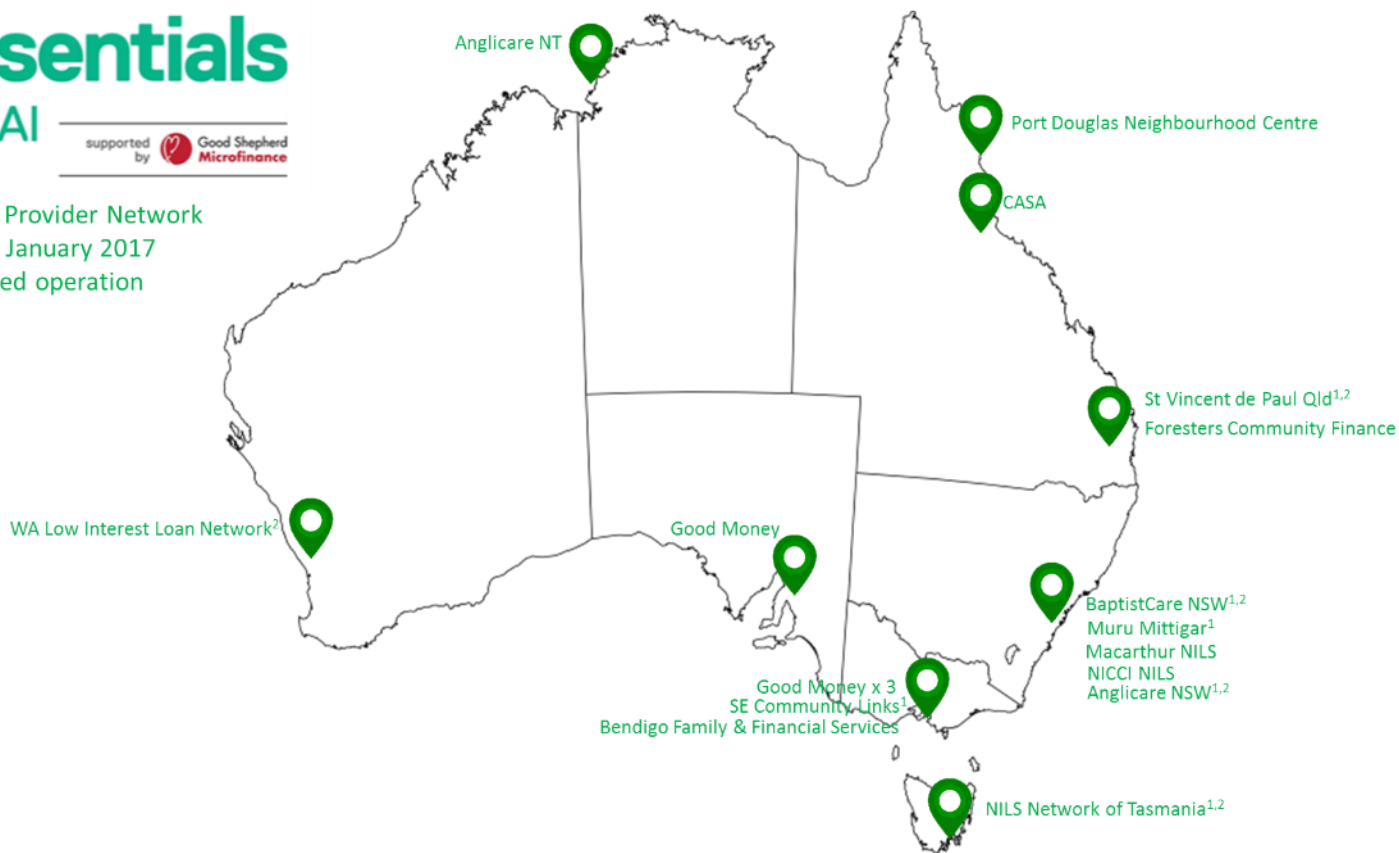 sentials
AI
supported by
Good Shepherd
Microfinance
Provider Network
January 2017
ed operation
Anglicare NT
Port Douglas Neighbourhood Centre
CASA
St Vincent de Paul Qld1,2
Foresters Community Finance
WA Low Interest Loan Network2
Good Money
BaptistCare NSW1,2
Muru Mittigar1
Macarthur NILS
NICCI NILS
Anglicare NSW1,2
Good Money x 3
SE Community Links1
Bendigo Family & Financial Services
NILS Network of Tasmania1,2